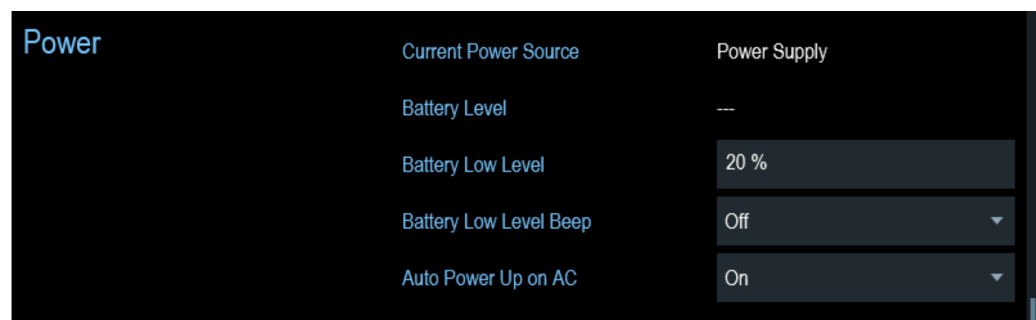 Power
Current Power Source Power Supply
Battery Level ---
Battery Low Level 20 %
Battery Low Level Beep Off
Auto Power Up on AC On